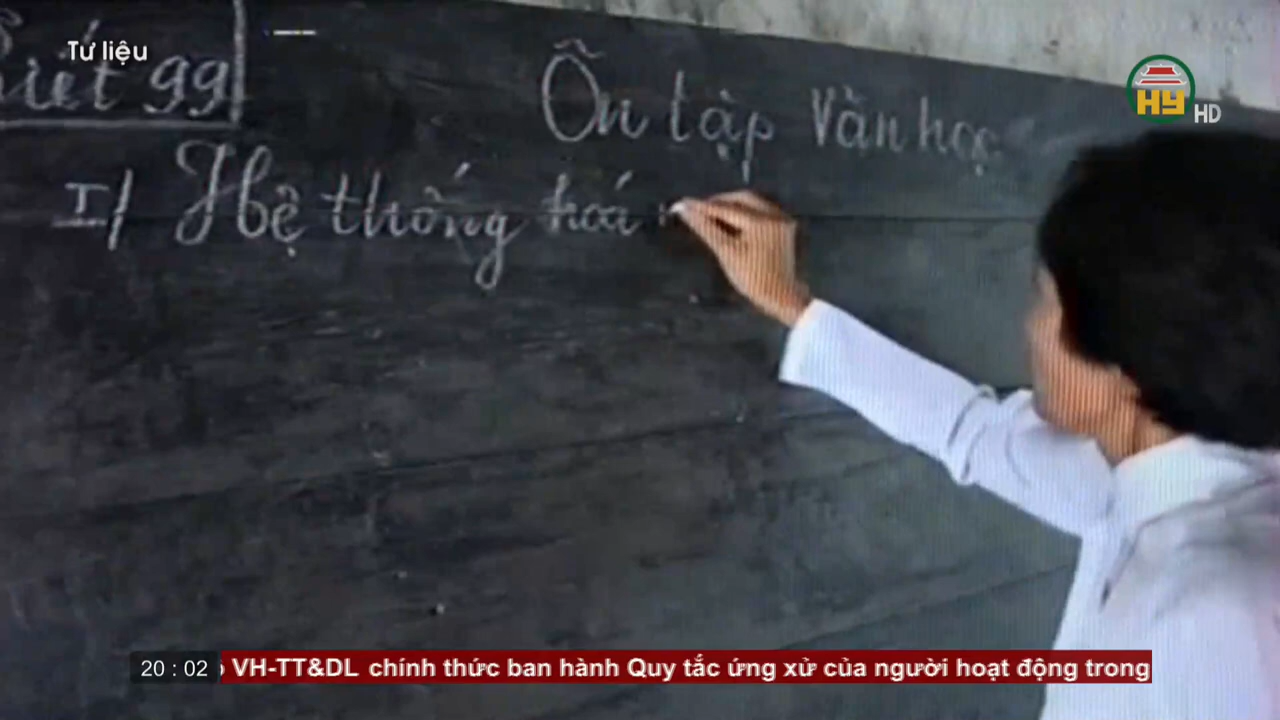 Tư liệu
Tiết 99
Ôn tập Văn học
I/ Hệ thống hoá
HY HD
20 : 02 VH-TT&DL chính thức ban hành Quy tắc ứng xử của người hoạt động trong